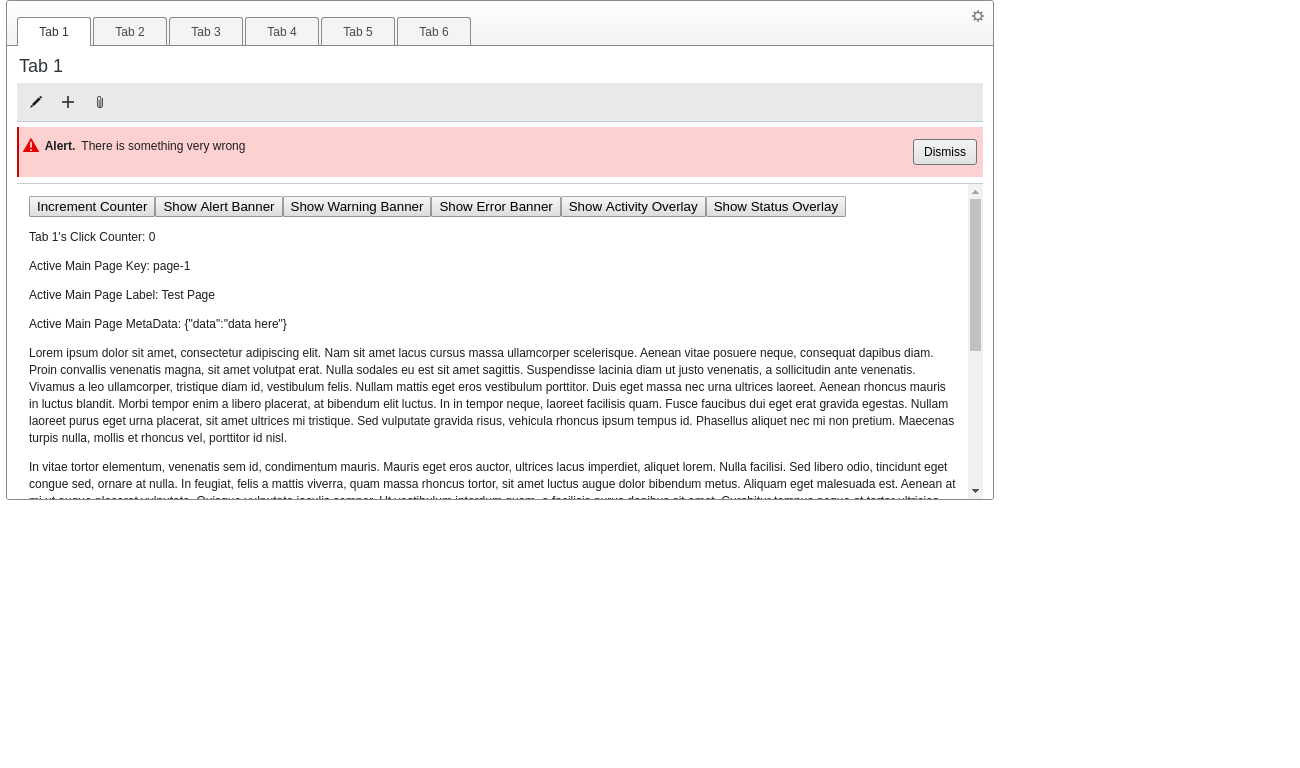 Tab 1
Tab 2
Tab 3
Tab 4
Tab 5
Tab 6
Tab 1
Alert. There is something very wrong
Dismiss
Increment Counter
Show Alert Banner
Show Warning Banner
Show Error Banner
Show Activity Overlay
Show Status Overlay
Tab 1's Click Counter: 0
Active Main Page Key: page-1
Active Main Page Label: Test Page
Active Main Page MetaData: {"data":"data here"}
Lorem ipsum dolor sit amet, consectetur adipiscing elit. Nam sit amet lacus cursus massa ullamcorper scelerisque. Aenean vitae posuere neque, consequat dapibus diam.
Proin convallis venenatis magna, sit amet volutpat erat. Nulla sodales eu est sit amet sagittis. Suspendisse lacinia diam ut justo venenatis, a sollicitudin ante venenatis.
Vivamus a leo ullamcorper, tristique diam id, vestibulum felis. Nullam mattis eget eros vestibulum porttitor. Duis eget massa nec urna ultrices laoreet. Aenean rhoncus mauris
in luctus blandit. Morbi tempor enim a libero placerat, at bibendum elit luctus. In in tempor neque, laoreet facilisis quam. Fusce faucibus dui eget erat gravida egestas. Nullam
laoreet purus eget urna placerat, sit amet ultrices mi tristique. Sed vulputate gravida risus, vehicula rhoncus ipsum tempus id. Phasellus aliquet nec mi non pretium. Maecenas
turpis nulla, mollis et rhoncus vel, porttitor id nisl.
In vitae tortor elementum, venenatis sem id, condimentum mauris. Mauris eget eros auctor, ultrices lacus imperdiet, aliquet lorem. Nulla facilisi. Sed libero odio, tincidunt eget
congue sed, ornare at nulla. In feugiat, felis a mattis viverra, quam massa rhoncus tortor, sit amet luctus augue dolor bibendum metus. Aliquam eget malesuada est. Aenean at